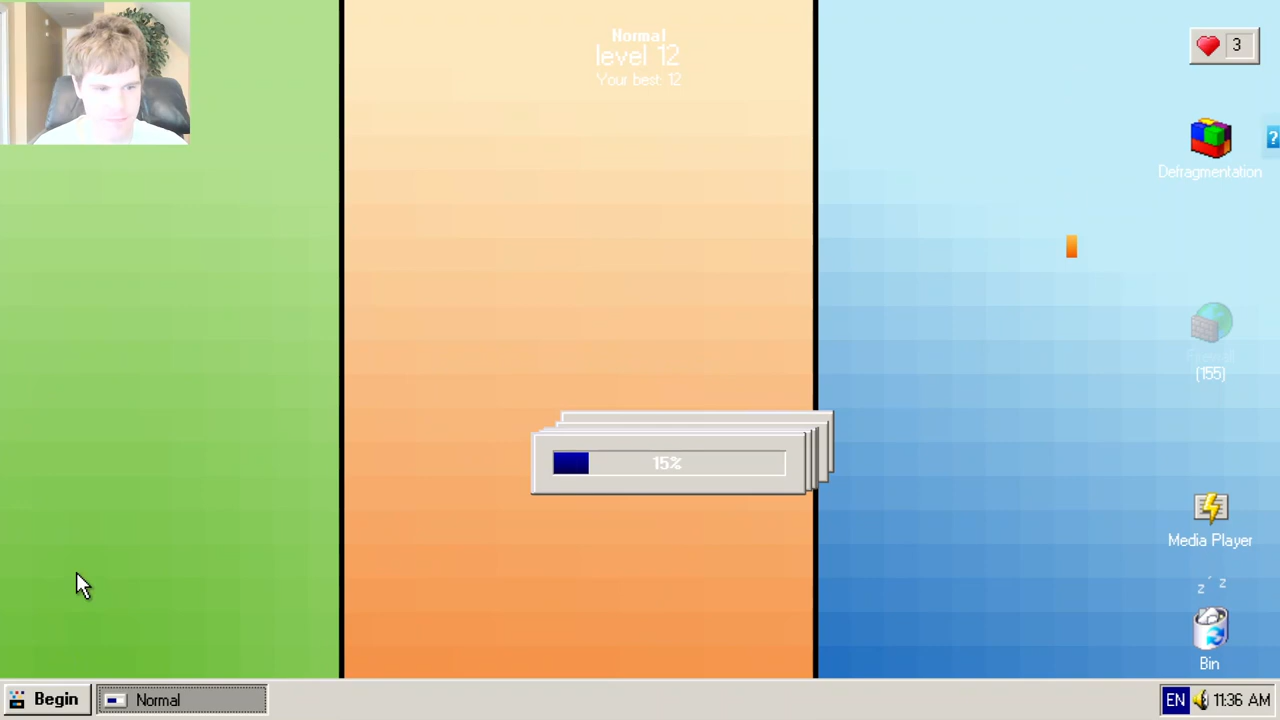 Normal
level 12
Your best: 12
3
Defragmentation
?
Firewall
(155)
15%
Media Player
z z
Bin
Begin
Normal
EN
11:36 AM